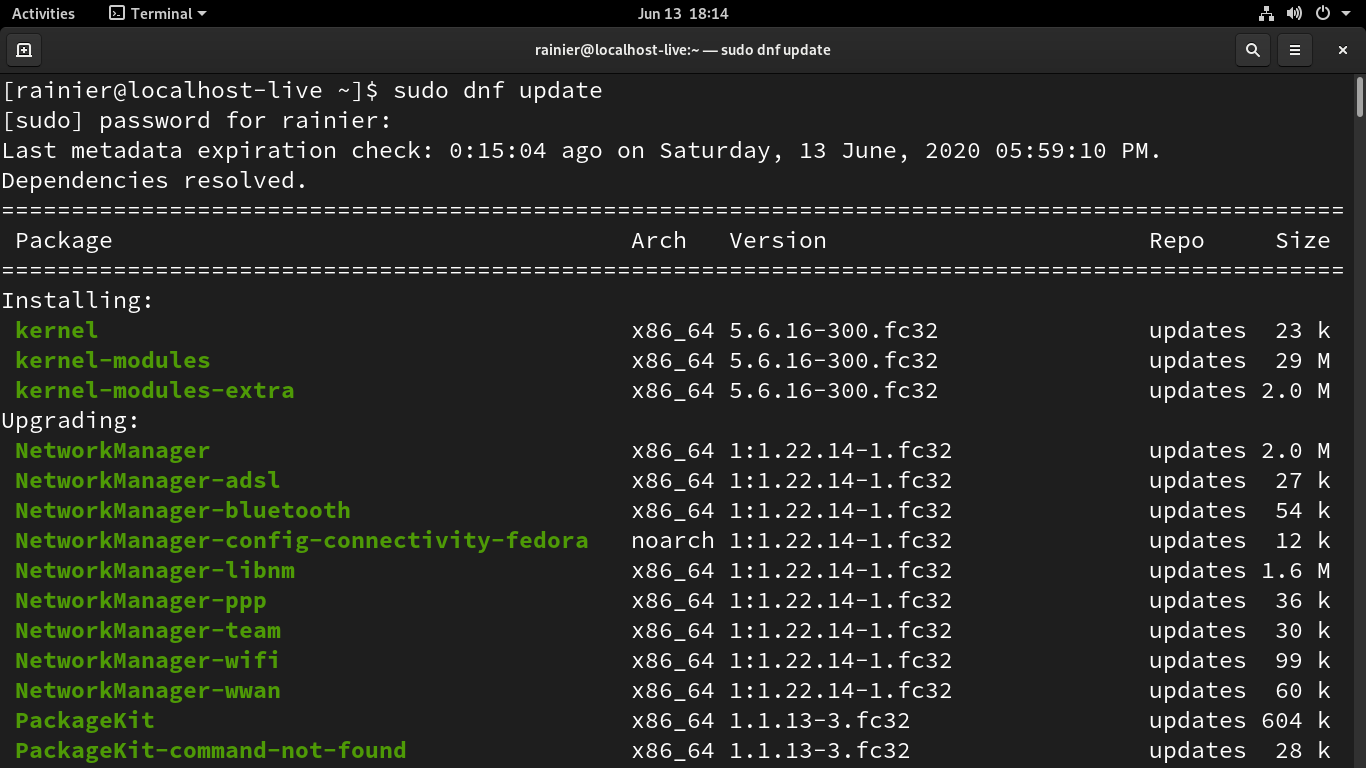 Activities Terminal Jun 13 18:14
rainier@localhost-live:~ — sudo dnf update
[rainier@localhost-live ~]$ sudo dnf update
[sudo] password for rainier:
Last metadata expiration check: 0:15:04 ago on Saturday, 13 June, 2020 05:59:10 PM.
Dependencies resolved.
================================================================================================
Package Arch Version Repo Size
================================================================================================
Installing:
kernel x86_64 5.6.16-300.fc32 updates 23 k
kernel-modules x86_64 5.6.16-300.fc32 updates 29 M
kernel-modules-extra x86_64 5.6.16-300.fc32 updates 2.0 M
Upgrading:
NetworkManager x86_64 1:1.22.14-1.fc32 updates 2.0 M
NetworkManager-adsl x86_64 1:1.22.14-1.fc32 updates 27 k
NetworkManager-bluetooth x86_64 1:1.22.14-1.fc32 updates 54 k
NetworkManager-config-connectivity-fedora noarch 1:1.22.14-1.fc32 updates 12 k
NetworkManager-libnm x86_64 1:1.22.14-1.fc32 updates 1.6 M
NetworkManager-ppp x86_64 1:1.22.14-1.fc32 updates 36 k
NetworkManager-team x86_64 1:1.22.14-1.fc32 updates 30 k
NetworkManager-wifi x86_64 1:1.22.14-1.fc32 updates 99 k
NetworkManager-wwan x86_64 1:1.22.14-1.fc32 updates 60 k
PackageKit x86_64 1.1.13-3.fc32 updates 604 k
PackageKit-command-not-found x86_64 1.1.13-3.fc32 updates 28 k